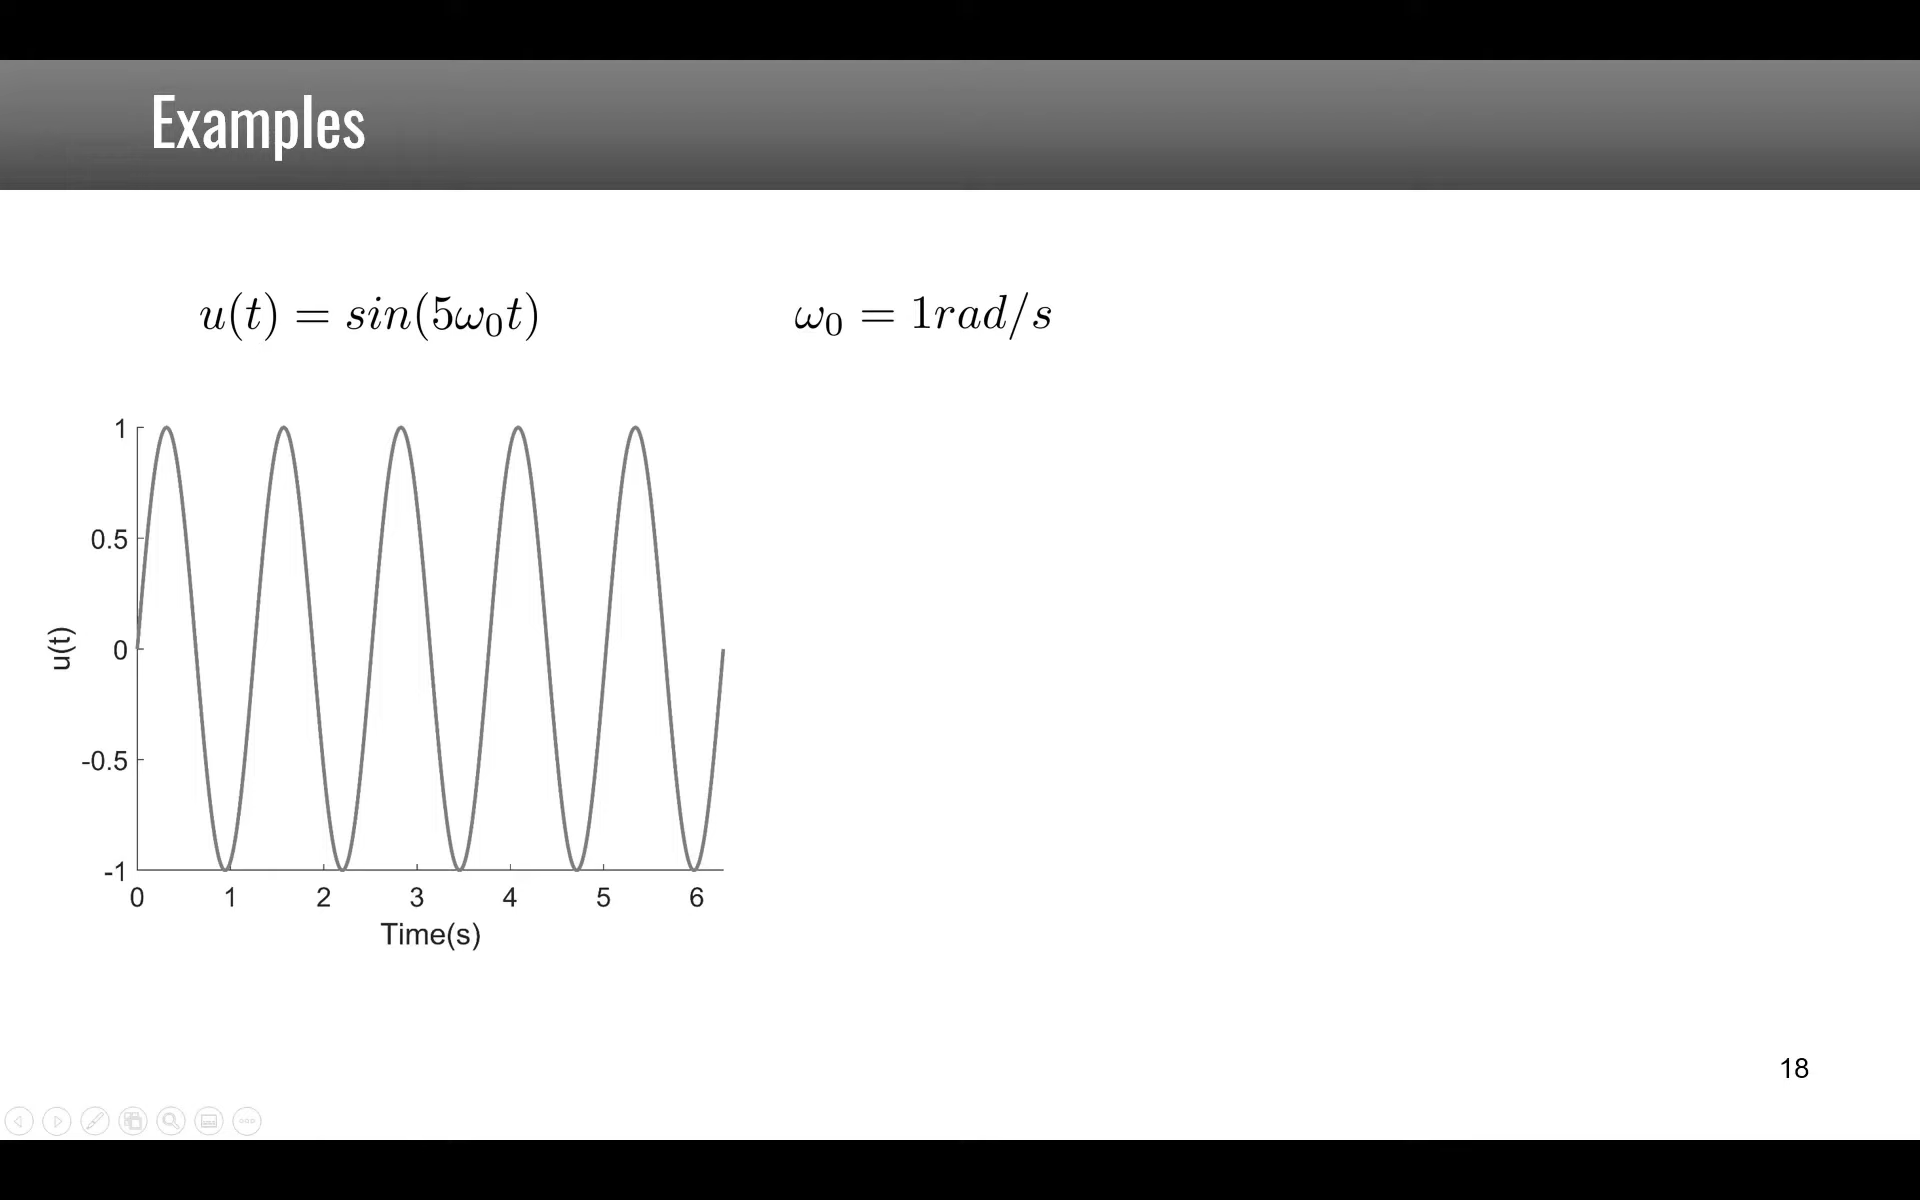 Examples
u(t) = sin(5ω₀t)
ω₀ = 1rad/s
1
0.5
0
-0.5
-1
u(t)
0 1 2 3 4 5 6
Time(s)
18